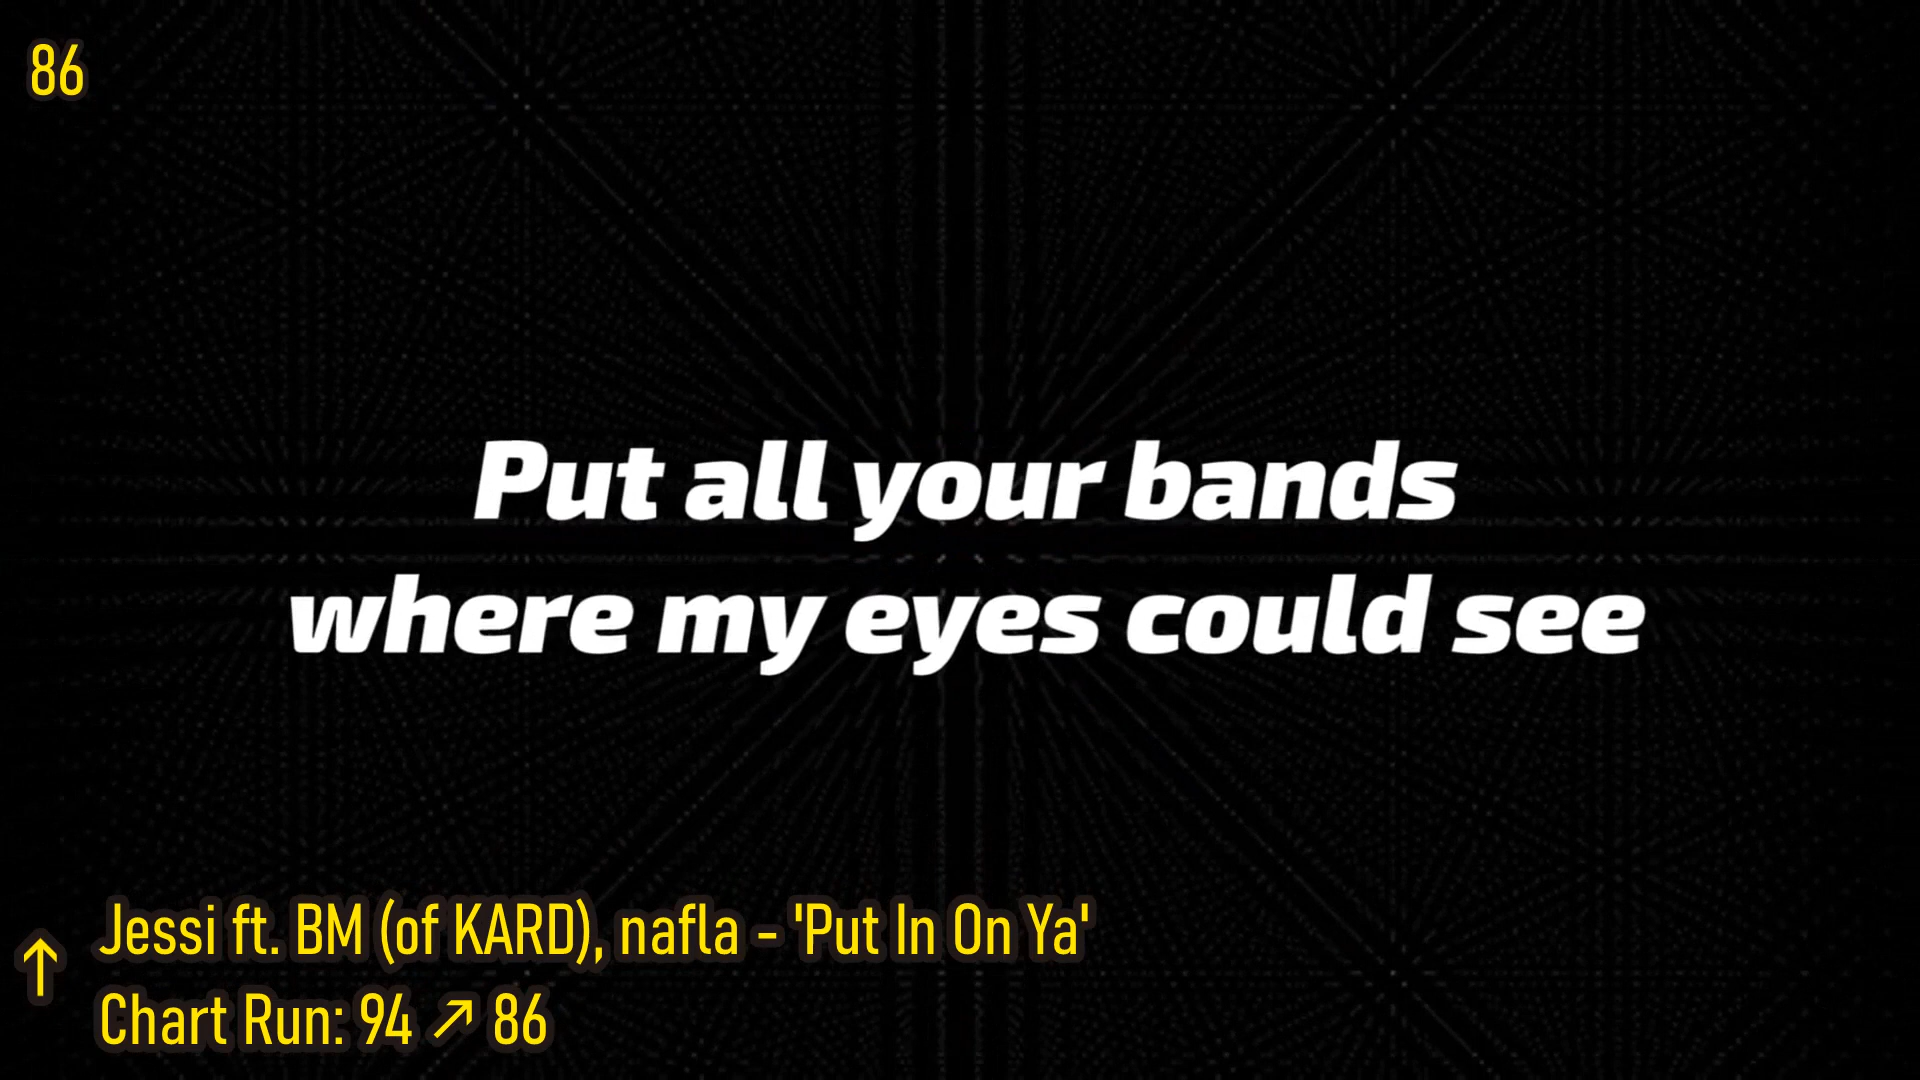 86
Put all your bands
where my eyes could see
↑
Jessi ft. BM (of KARD), nafla - 'Put In On Ya'
Chart Run: 94 ↗ 86